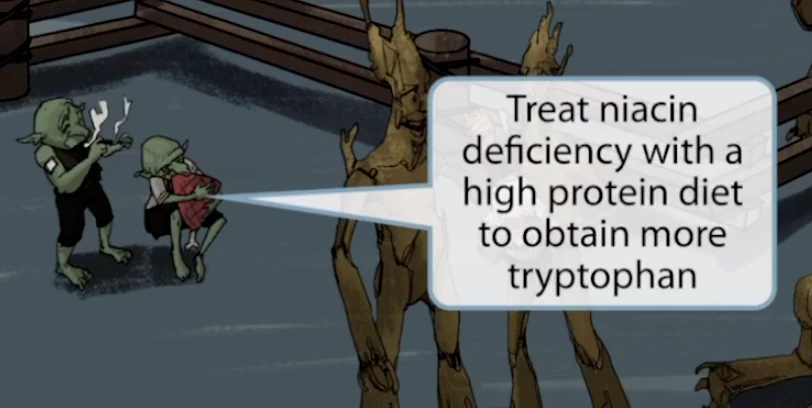 Treat niacin
deficiency with a
high protein diet
to obtain more
tryptophan